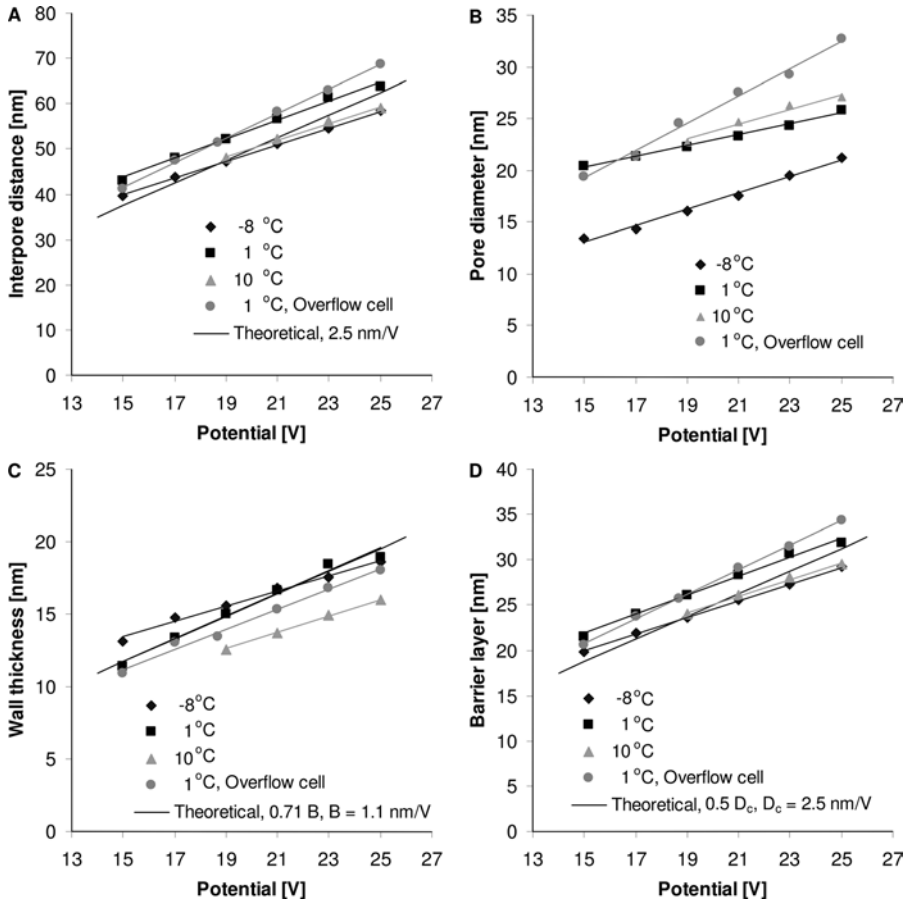 A
80
70
60
50
40
30
20
10
0
Interpore distance [nm]
-8 °C
1 °C
10 °C
1 °C, Overflow cell
Theoretical, 2.5 nm/V
13 15 17 19 21 23 25 27
Potential [V]
B
35
30
25
20
15
10
5
0
Pore diameter [nm]
-8°C
1°C
10°C
1°C, Overflow cell
13 15 17 19 21 23 25 27
Potential [V]
C
25
20
15
10
5
0
Wall thickness [nm]
-8°C
1°C
10°C
1°C, Overflow cell
Theoretical, 0.71 B, B = 1.1 nm/V
13 15 17 19 21 23 25 27
Potential [V]
D
40
35
30
25
20
15
10
5
0
Barrier layer [nm]
-8°C
1°C
10°C
1°C, Overflow cell
Theoretical, 0.5 Dc, Dc = 2.5 nm/V
13 15 17 19 21 23 25 27
Potential [V]